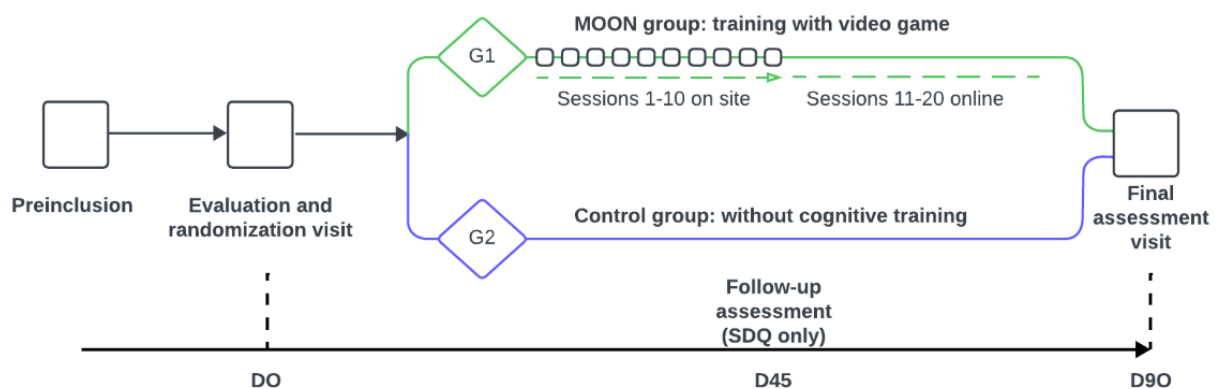 MOON group: training with video game
G1
Sessions 1-10 on site
Sessions 11-20 online
Preinclusion
Evaluation and
randomization visit
G2
Control group: without cognitive training
Final
assessment
visit
Follow-up
assessment
(SDQ only)
DO
D45
D9O